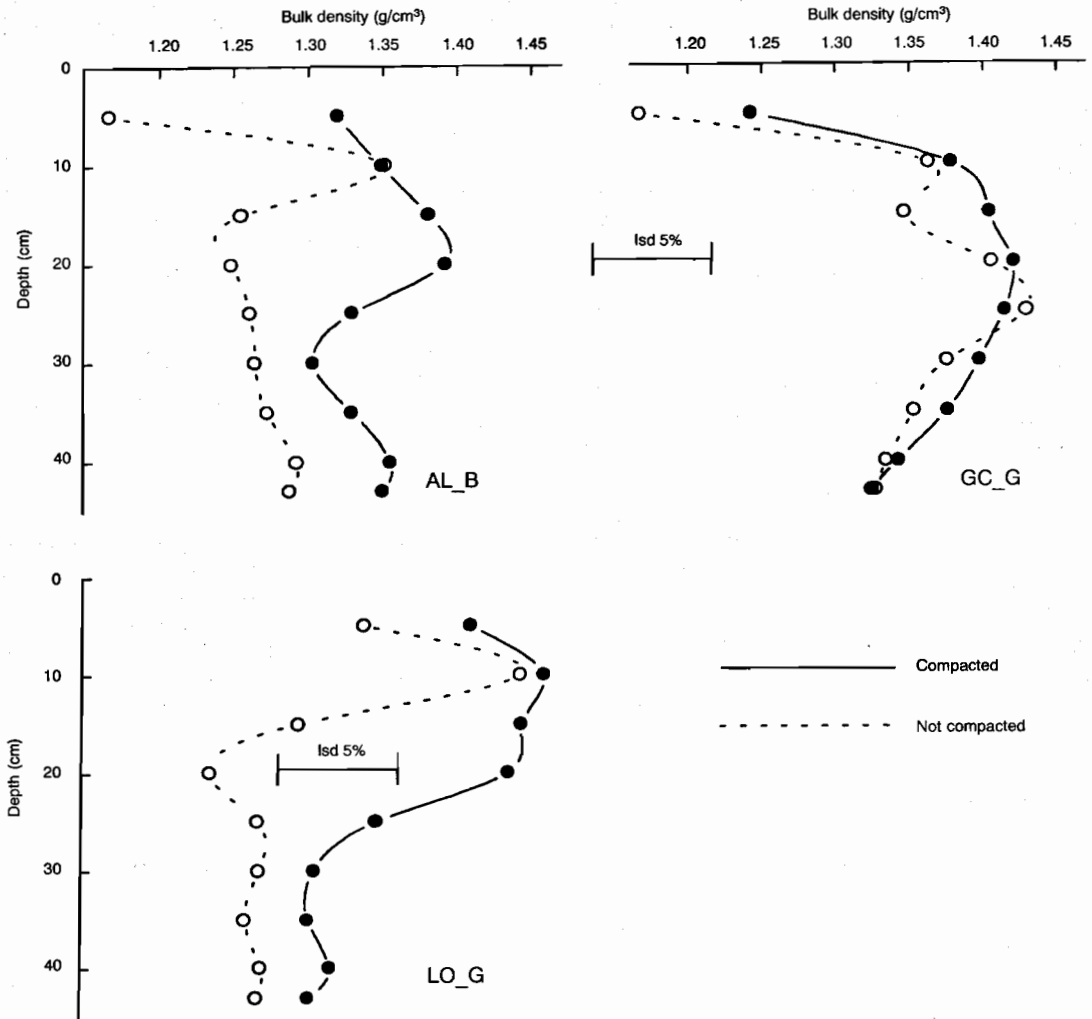 Bulk density (g/cm³)
1.20 1.25 1.30 1.35 1.40 1.45
0
10
20
30
40
Depth (cm)
AL_B
Bulk density (g/cm³)
1.20 1.25 1.30 1.35 1.40 1.45
lsd 5%
GC_G
0
10
20
30
40
Depth (cm)
lsd 5%
LO_G
Compacted
Not compacted